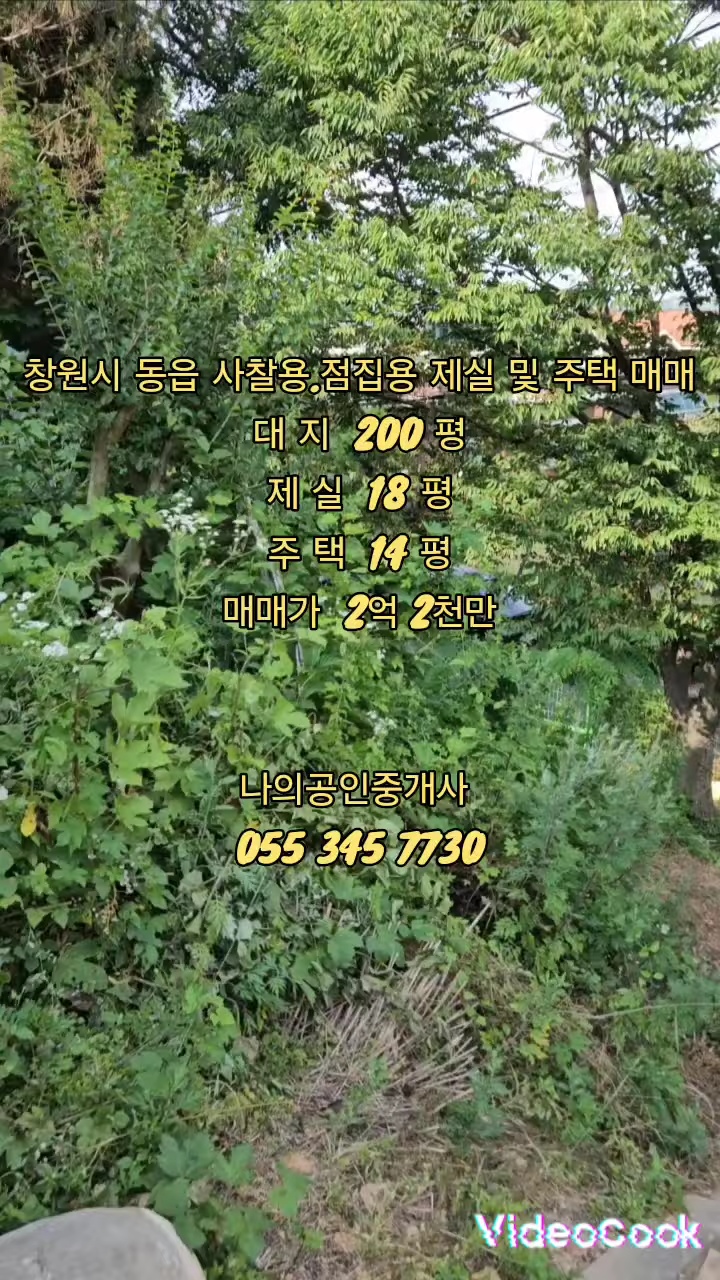 창원시 동읍 사찰용.점집용 제실 및 주택 매매
대 지 200 평
제 실 18 평
주 택 14 평
매매가 2억 2천만
나의공인중개사
055 345 7730
VideoCook